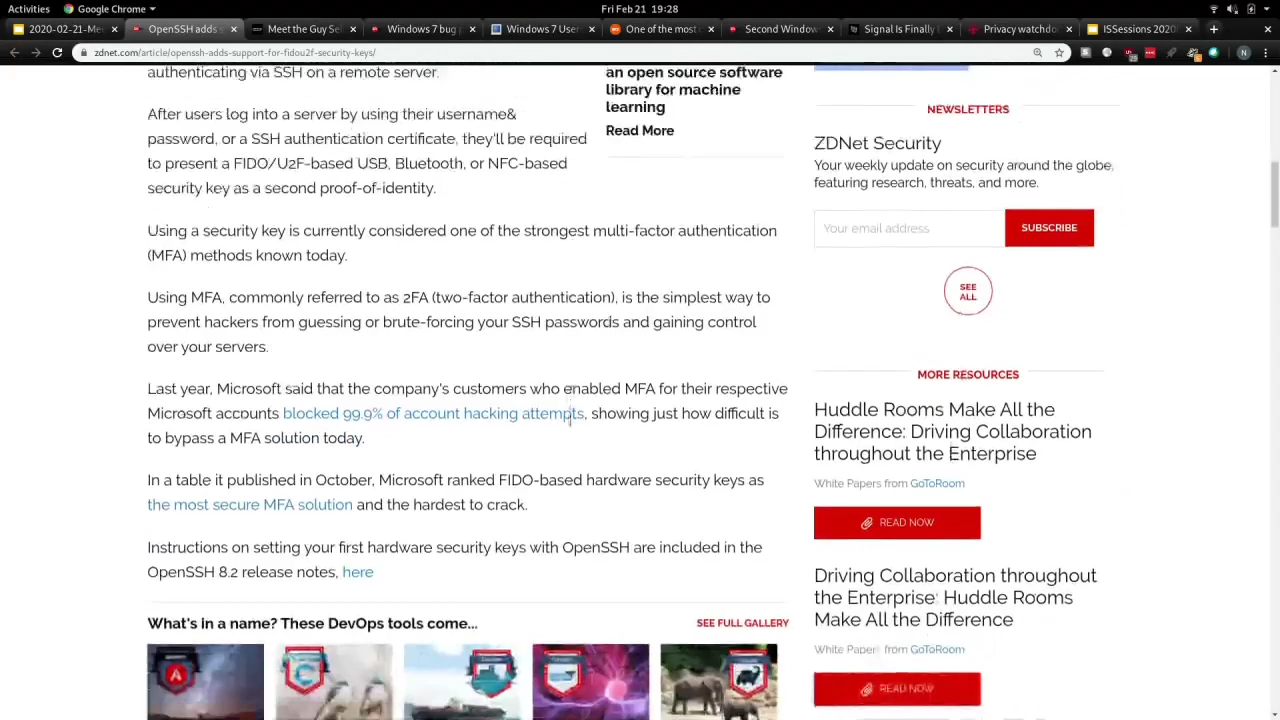 Activities
Google Chrome
Fri Feb 21 19:28
2020-02-21-Me
OpenSSH adds s
Meet the Guy Sel
Windows 7 bug p
Windows 7 User
One of the most
Second Window
Signal Is Finally
Privacy watchdo
ISSessions 2020
zdnet.com/article/openssh-adds-support-for-fidou2f-security-keys/
authenticating via SSH on a remote server.
After users log into a server by using their username&
password, or a SSH authentication certificate, they'll be required
to present a FIDO/U2F-based USB, Bluetooth, or NFC-based
security key as a second proof-of-identity.
Using a security key is currently considered one of the strongest multi-factor authentication
(MFA) methods known today.
Using MFA, commonly referred to as 2FA (two-factor authentication), is the simplest way to
prevent hackers from guessing or brute-forcing your SSH passwords and gaining control
over your servers.
Last year, Microsoft said that the company's customers who enabled MFA for their respective
Microsoft accounts blocked 99.9% of account hacking attempts, showing just how difficult is
to bypass a MFA solution today.
In a table it published in October, Microsoft ranked FIDO-based hardware security keys as
the most secure MFA solution and the hardest to crack.
Instructions on setting your first hardware security keys with OpenSSH are included in the
OpenSSH 8.2 release notes, here
What's in a name? These DevOps tools come...
SEE FULL GALLERY
an open source software
library for machine
learning
Read More
NEWSLETTERS
ZDNet Security
Your weekly update on security around the globe,
featuring research, threats, and more.
Your email address
SUBSCRIBE
SEE
ALL
MORE RESOURCES
Huddle Rooms Make All the
Difference: Driving Collaboration
throughout the Enterprise
White Papers from GoToRoom
READ NOW
Driving Collaboration throughout
the Enterprise: Huddle Rooms
Make All the Difference
White Papers from GoToRoom
READ NOW